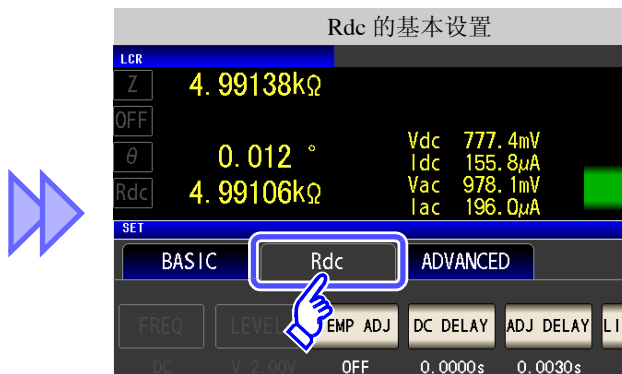 Rdc 的基本设置
LCR
Z 4.99138kΩ
OFF
θ 0.012 °
Rdc 4.99106kΩ
Vdc 777.4mV
Idc 155.8μA
Vac 978.1mV
Iac 196.0μA
SET
BASIC Rdc ADVANCED
FREQ LEVEL EMP ADJ DC DELAY ADJ DELAY LI
DC V 2.00V OFF 0.0000s 0.0030s